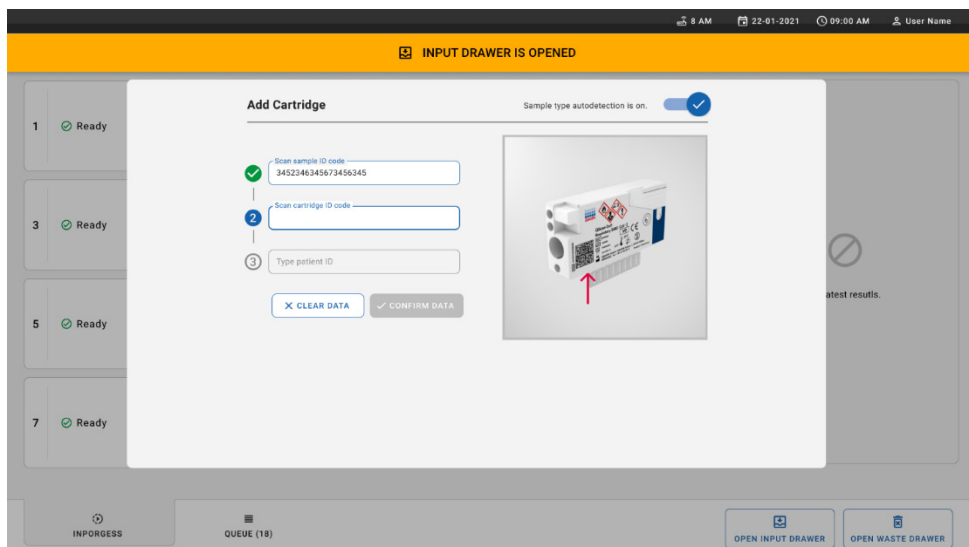 8 AM 22-01-2021 09:00 AM User Name
INPUT DRAWER IS OPENED
Add Cartridge
Sample type autodetection is on.
1 Ready
Scan sample ID code
3452346345673456345
Scan cartridge ID code
2
3 Ready
3 Type patient ID
CLEAR DATA
CONFIRM DATA
atest resutls.
5 Ready
7 Ready
INPORGESS
QUEUE (18)
OPEN INPUT DRAWER
OPEN WASTE DRAWER